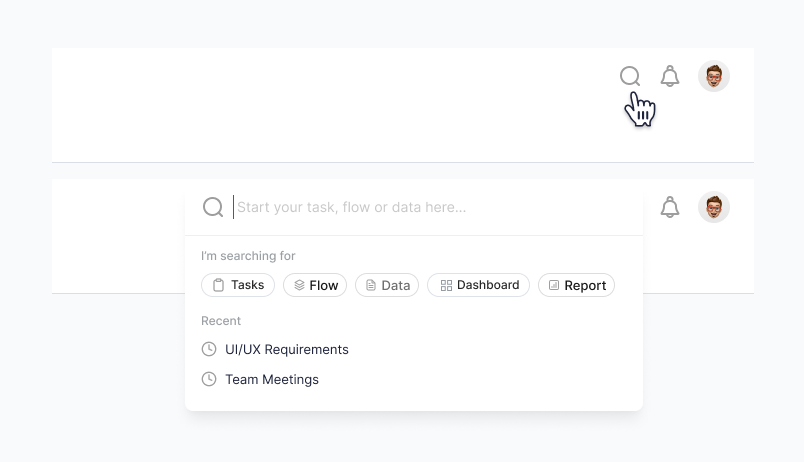 Start your task, flow or data here...
I'm searching for
Tasks Flow Data Dashboard Report
Recent
UI/UX Requirements
Team Meetings